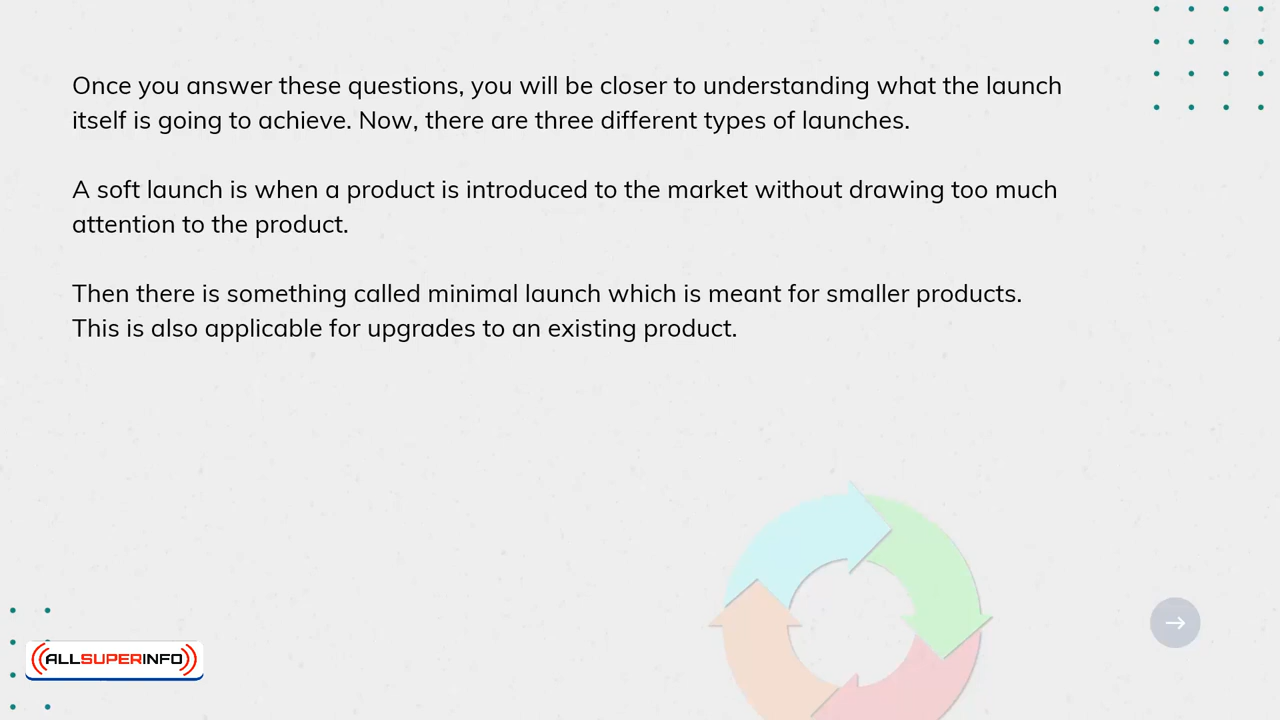 Once you answer these questions, you will be closer to understanding what the launch
itself is going to achieve. Now, there are three different types of launches.
A soft launch is when a product is introduced to the market without drawing too much
attention to the product.
Then there is something called minimal launch which is meant for smaller products.
This is also applicable for upgrades to an existing product.
ALLSUPERINFO